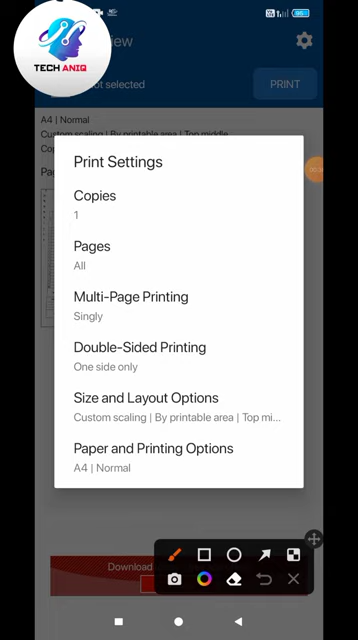 TECH ANIQ
view
not selected
PRINT
A4 | Normal
Custom scaling | By printable area | Top middle
Print Settings
Copies
1
Pages
All
Multi-Page Printing
Singly
Double-Sided Printing
One side only
Size and Layout Options
Custom scaling | By printable area | Top mi...
Paper and Printing Options
A4 | Normal
Download